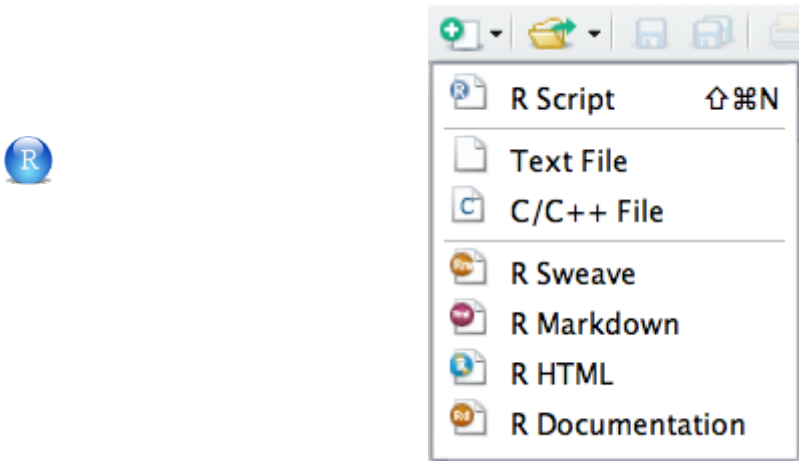 R
R Script ⇧⌘N
Text File
C/C++ File
R Sweave
R Markdown
R HTML
R Documentation